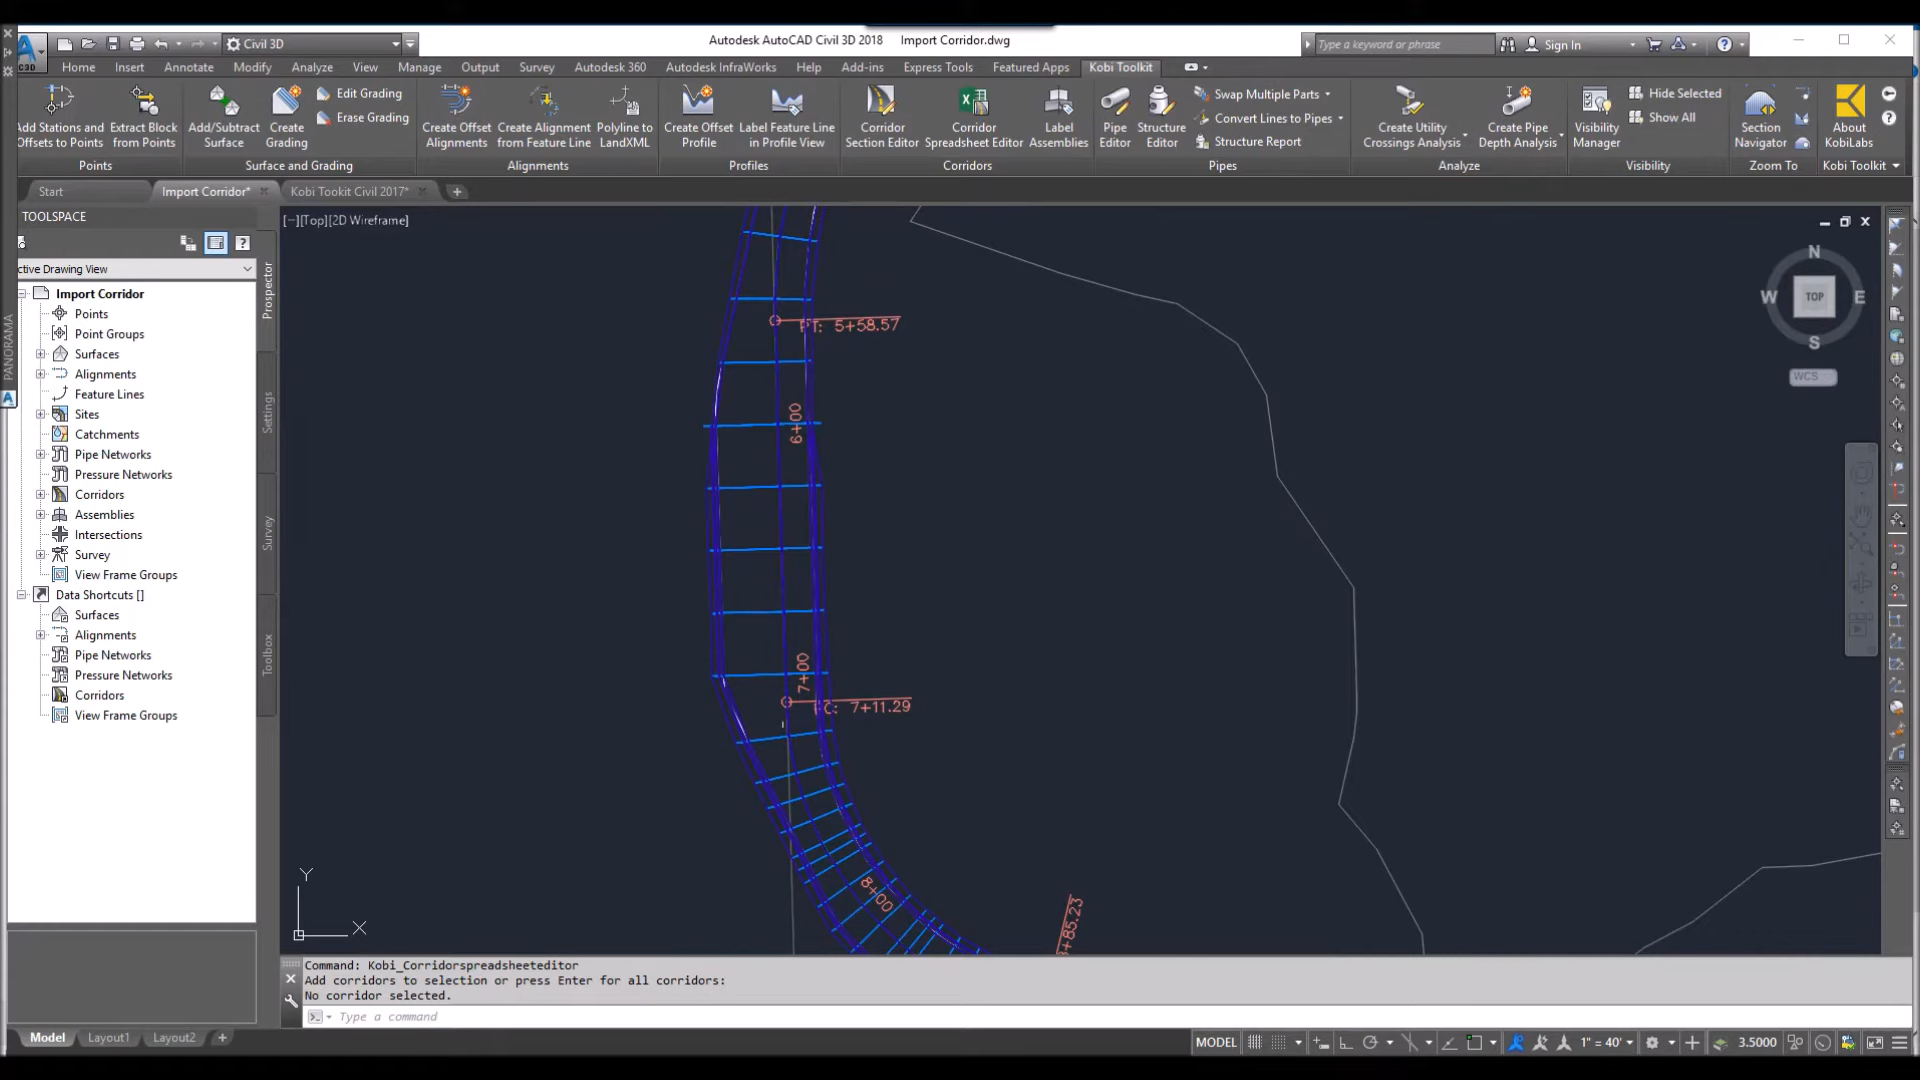 Civil 3D
Autodesk AutoCAD Civil 3D 2018 Import Corridor.dwg
Type a keyword or phrase
Sign In
Home Insert Annotate Modify Analyze View Manage Output Survey Autodesk 360 Autodesk InfraWorks Help Add-ins Express Tools Featured Apps Kobi Toolkit
Add Stations and
Offsets to Points
Extract Block
from Points
Add/Subtract
Surface
Create
Grading
Edit Grading
Erase Grading
Create Offset
Alignments
Create Alignment
from Feature Line
Polyline to
LandXML
Create Offset
Profile
Label Feature Line
in Profile View
Corridor
Section Editor
Corridor
Spreadsheet Editor
Label
Assemblies
Pipe
Editor
Structure
Editor
Swap Multiple Parts
Convert Lines to Pipes
Structure Report
Create Utility
Crossings Analysis
Create Pipe
Depth Analysis
Visibility
Manager
Hide Selected
Show All
Section
Navigator
About
KobiLabs
Points Surface and Grading Alignments Profiles Corridors Pipes Analyze Visibility Zoom To Kobi Toolkit
Start Import Corridor* Kobi Tookit Civil 2017*
TOOLSPACE
ctive Drawing View
Import Corridor
Points
Point Groups
Surfaces
Alignments
Feature Lines
Sites
Catchments
Pipe Networks
Pressure Networks
Corridors
Assemblies
Intersections
Survey
View Frame Groups
Data Shortcuts []
Surfaces
Alignments
Pipe Networks
Pressure Networks
Corridors
View Frame Groups
PANORAMA
Prospector
Settings
Survey
Toolbox
[−][Top][2D Wireframe]
N
W TOP E
S
WCS
PT: 5+58.57
6+00
7+00
PC: 7+11.29
8+00
+85.23
Y
X
Command: Kobi_Corridorspreadsheeteditor
Add corridors to selection or press Enter for all corridors:
No corridor selected.
Type a command
Model Layout1 Layout2 +
MODEL 1" = 40' 3.5000